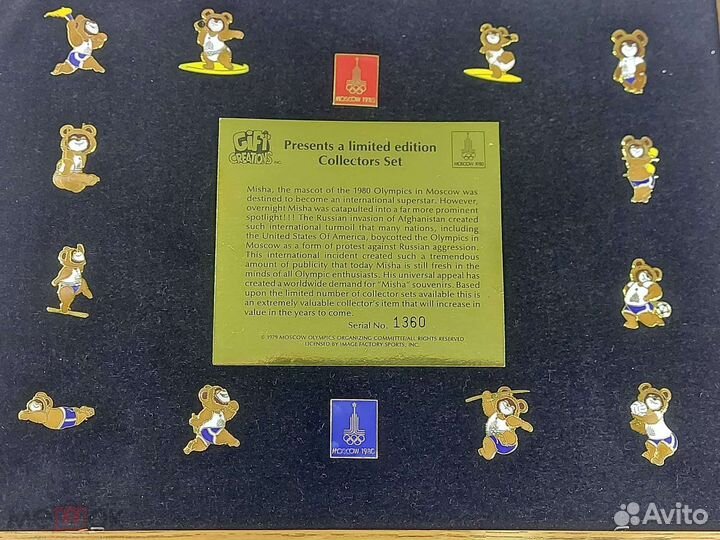 MOSCOW 1980
GiFt
CREATIONS INC.
Presents a limited edition
Collectors Set
MOSCOW 1980
Misha, the mascot of the 1980 Olympics in Moscow was
destined to become an international superstar. However,
overnight Misha was catapulted into a far more prominent
spotlight!!! The Russian invasion of Afghanistan created
such international turmoil that many nations, including
the United States Of America, boycotted the Olympics in
Moscow as a form of protest against Russian aggression.
This international incident created such a tremendous
amount of publicity that today Misha is still fresh in the
minds of all Olympic enthusiasts. His universal appeal has
created a worldwide demand for "Misha" souvenirs. Based
upon the limited number of collector sets available this is
an extremely valuable collector's item that will increase in
value in the years to come.
Serial No. 1360
© 1979 MOSCOW OLYMPICS ORGANIZING COMMITTEE/ALL RIGHTS RESERVED
LICENSED BY IMAGE FACTORY SPORTS, INC.
MOSCOW 1980
Avito